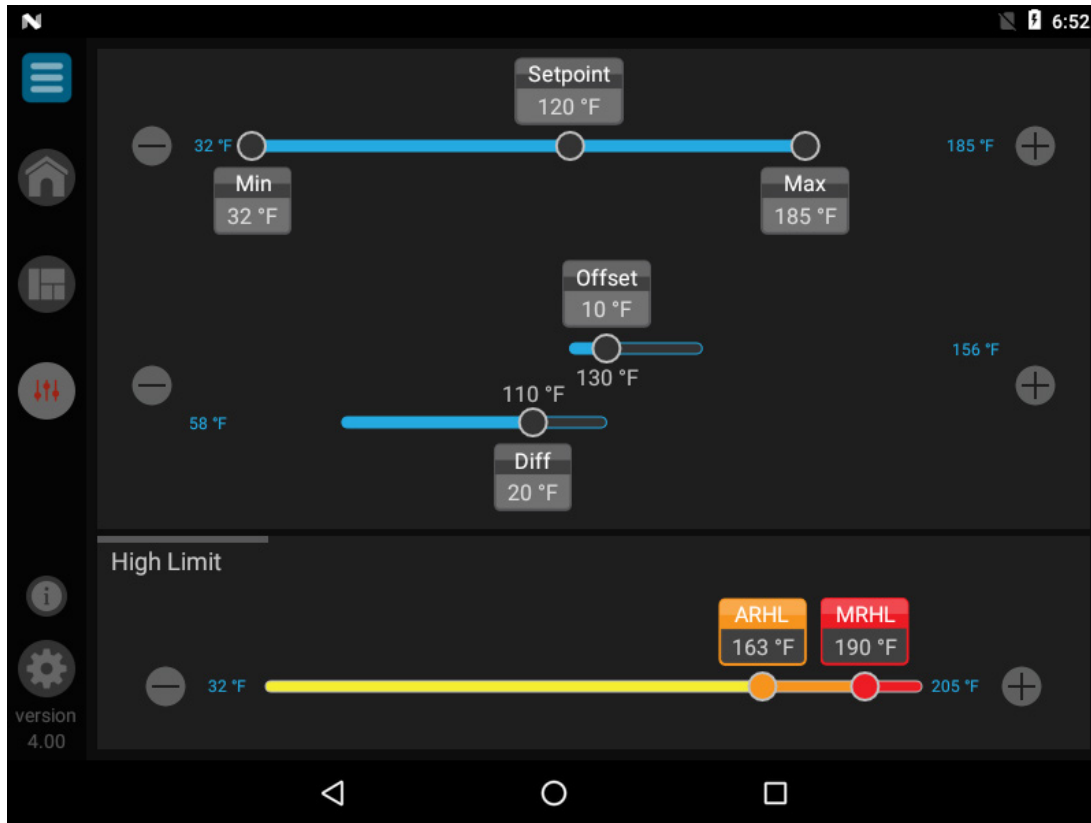 N
6:52
Setpoint
120 °F
32 °F
185 °F
Min
32 °F
Max
185 °F
Offset
10 °F
156 °F
130 °F
110 °F
58 °F
Diff
20 °F
High Limit
i
ARHL
163 °F
MRHL
190 °F
32 °F
205 °F
version
4.00